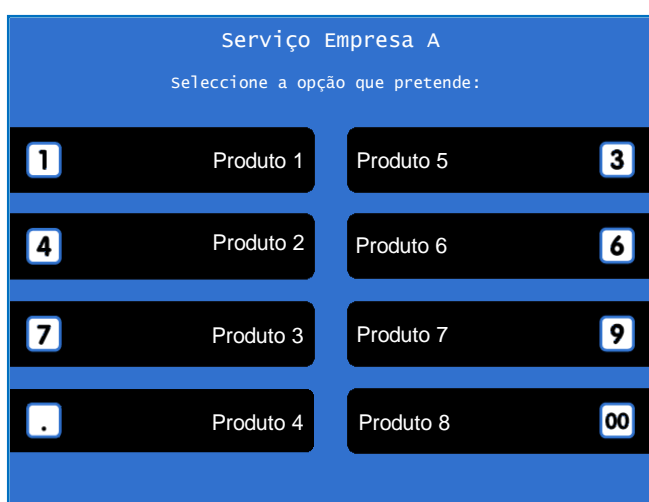 Serviço Empresa A
Seleccione a opção que pretende:
1 Produto 1
Produto 5 3
4 Produto 2
Produto 6 6
7 Produto 3
Produto 7 9
. Produto 4
Produto 8 00